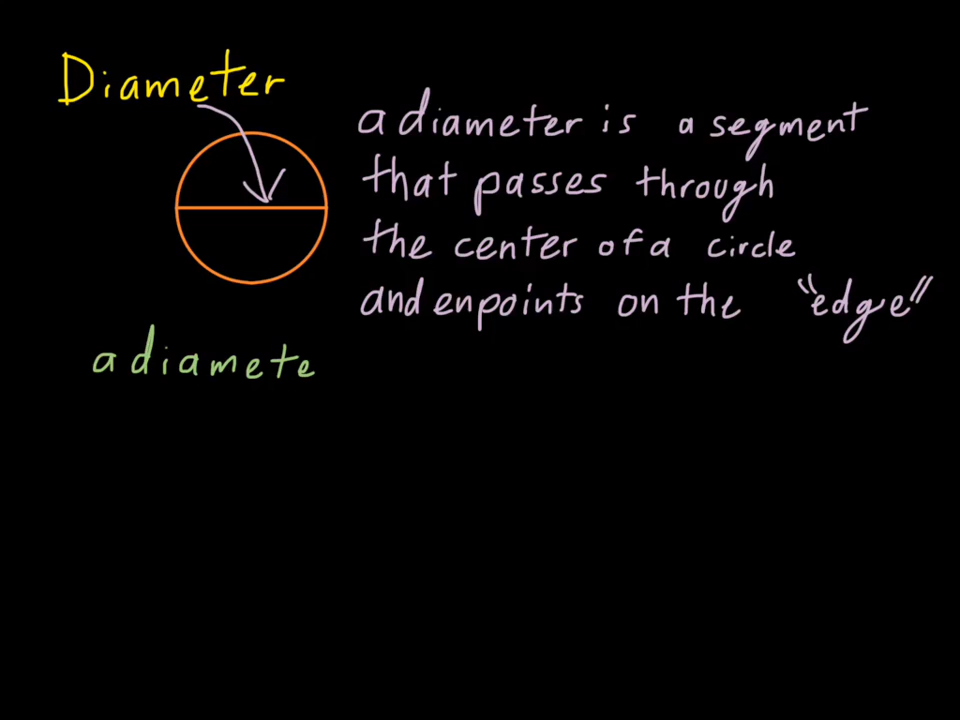 Diameter
a diameter is a segment
that passes through
the center of a circle
and enpoints on the "edge"
a diamete